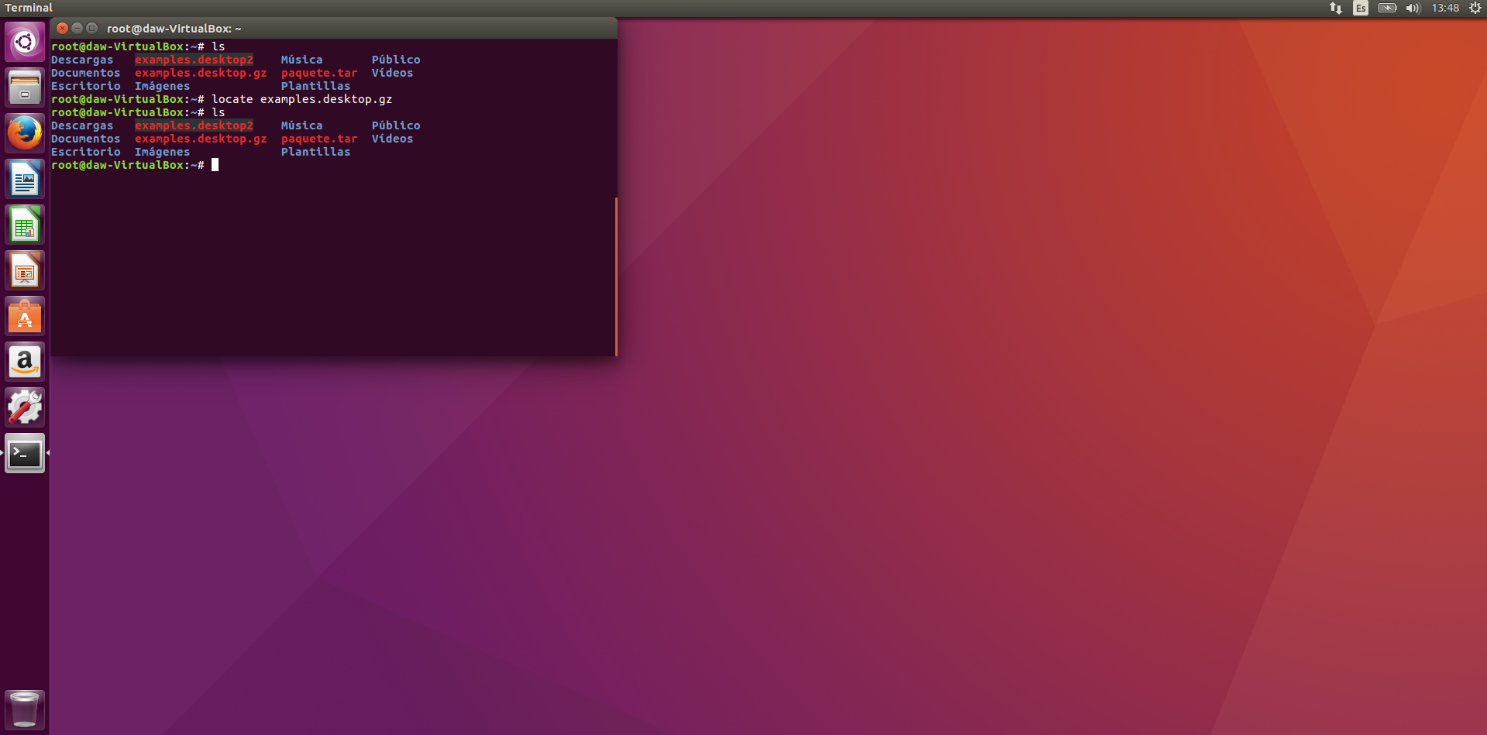 Terminal
Es
13:48
root@daw-VirtualBox: ~
root@daw-VirtualBox:~# ls
Descargas examples.desktop2 Música Público
Documentos examples.desktop.gz paquete.tar Vídeos
Escritorio Imágenes Plantillas
root@daw-VirtualBox:~# locate examples.desktop.gz
root@daw-VirtualBox:~# ls
Descargas examples.desktop2 Música Público
Documentos examples.desktop.gz paquete.tar Vídeos
Escritorio Imágenes Plantillas
root@daw-VirtualBox:~#